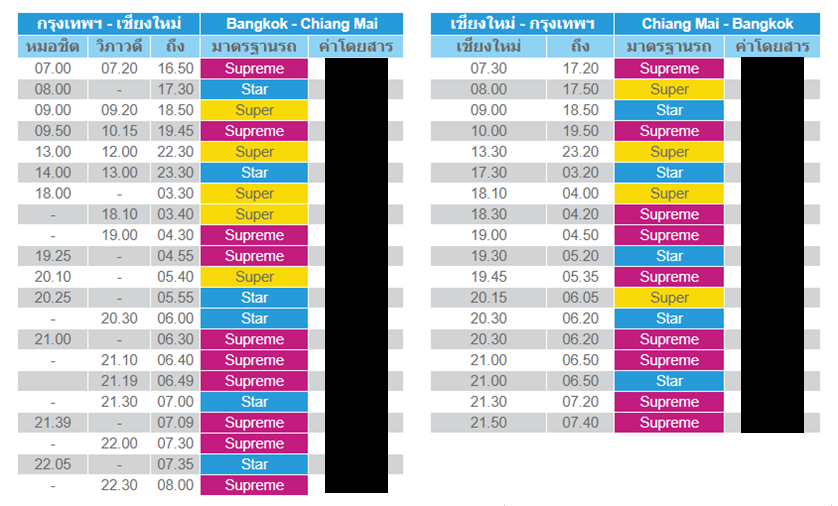 กรุงเทพฯ - เชียงใหม่ Bangkok - Chiang Mai
หมอชิต วิภาวดี ถึง มาตรฐานรถ ค่าโดยสาร
07.00 07.20 16.50 Supreme
08.00 - 17.30 Star
09.00 09.20 18.50 Super
09.50 10.15 19.45 Supreme
13.00 12.00 22.30 Super
14.00 13.00 23.30 Star
18.00 - 03.30 Super
- 18.10 03.40 Super
- 19.00 04.30 Supreme
19.25 - 04.55 Supreme
20.10 - 05.40 Super
20.25 - 05.55 Star
- 20.30 06.00 Star
21.00 - 06.30 Supreme
- 21.10 06.40 Supreme
21.19 06.49 Supreme
- 21.30 07.00 Star
21.39 - 07.09 Supreme
- 22.00 07.30 Supreme
22.05 - 07.35 Star
- 22.30 08.00 Supreme
เชียงใหม่ - กรุงเทพฯ Chiang Mai - Bangkok
เชียงใหม่ ถึง มาตรฐานรถ ค่าโดยสาร
07.30 17.20 Supreme
08.00 17.50 Super
09.00 18.50 Star
10.00 19.50 Supreme
13.30 23.20 Super
17.30 03.20 Star
18.10 04.00 Super
18.30 04.20 Supreme
19.00 04.50 Supreme
19.30 05.20 Star
19.45 05.35 Supreme
20.15 06.05 Super
20.30 06.20 Star
20.30 06.20 Supreme
21.00 06.50 Supreme
21.00 06.50 Star
21.30 07.20 Supreme
21.50 07.40 Supreme